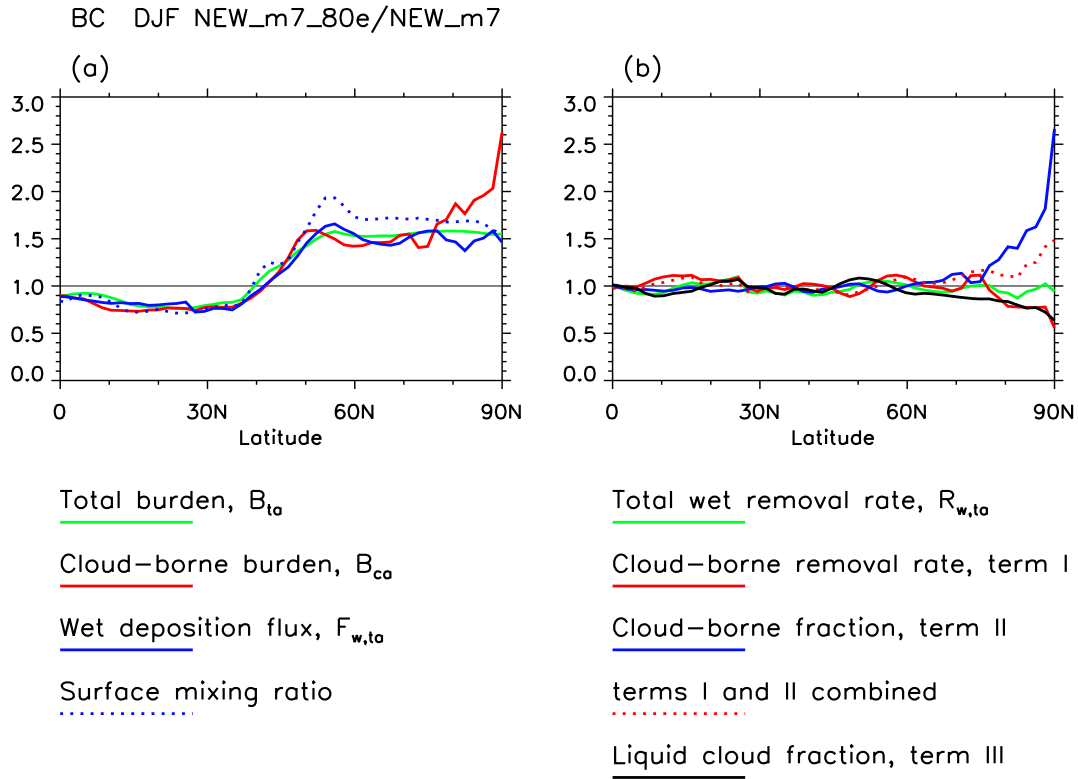 BC DJF NEW_m7_80e/NEW_m7
(a)
3.0
2.5
2.0
1.5
1.0
0.5
0.0
0 30N 60N 90N
Latitude
Total burden, B_ta
Cloud-borne burden, B_ca
Wet deposition flux, F_w,ta
Surface mixing ratio
(b)
3.0
2.5
2.0
1.5
1.0
0.5
0.0
0 30N 60N 90N
Latitude
Total wet removal rate, R_w,ta
Cloud-borne removal rate, term I
Cloud-borne fraction, term II
terms I and II combined
Liquid cloud fraction, term III